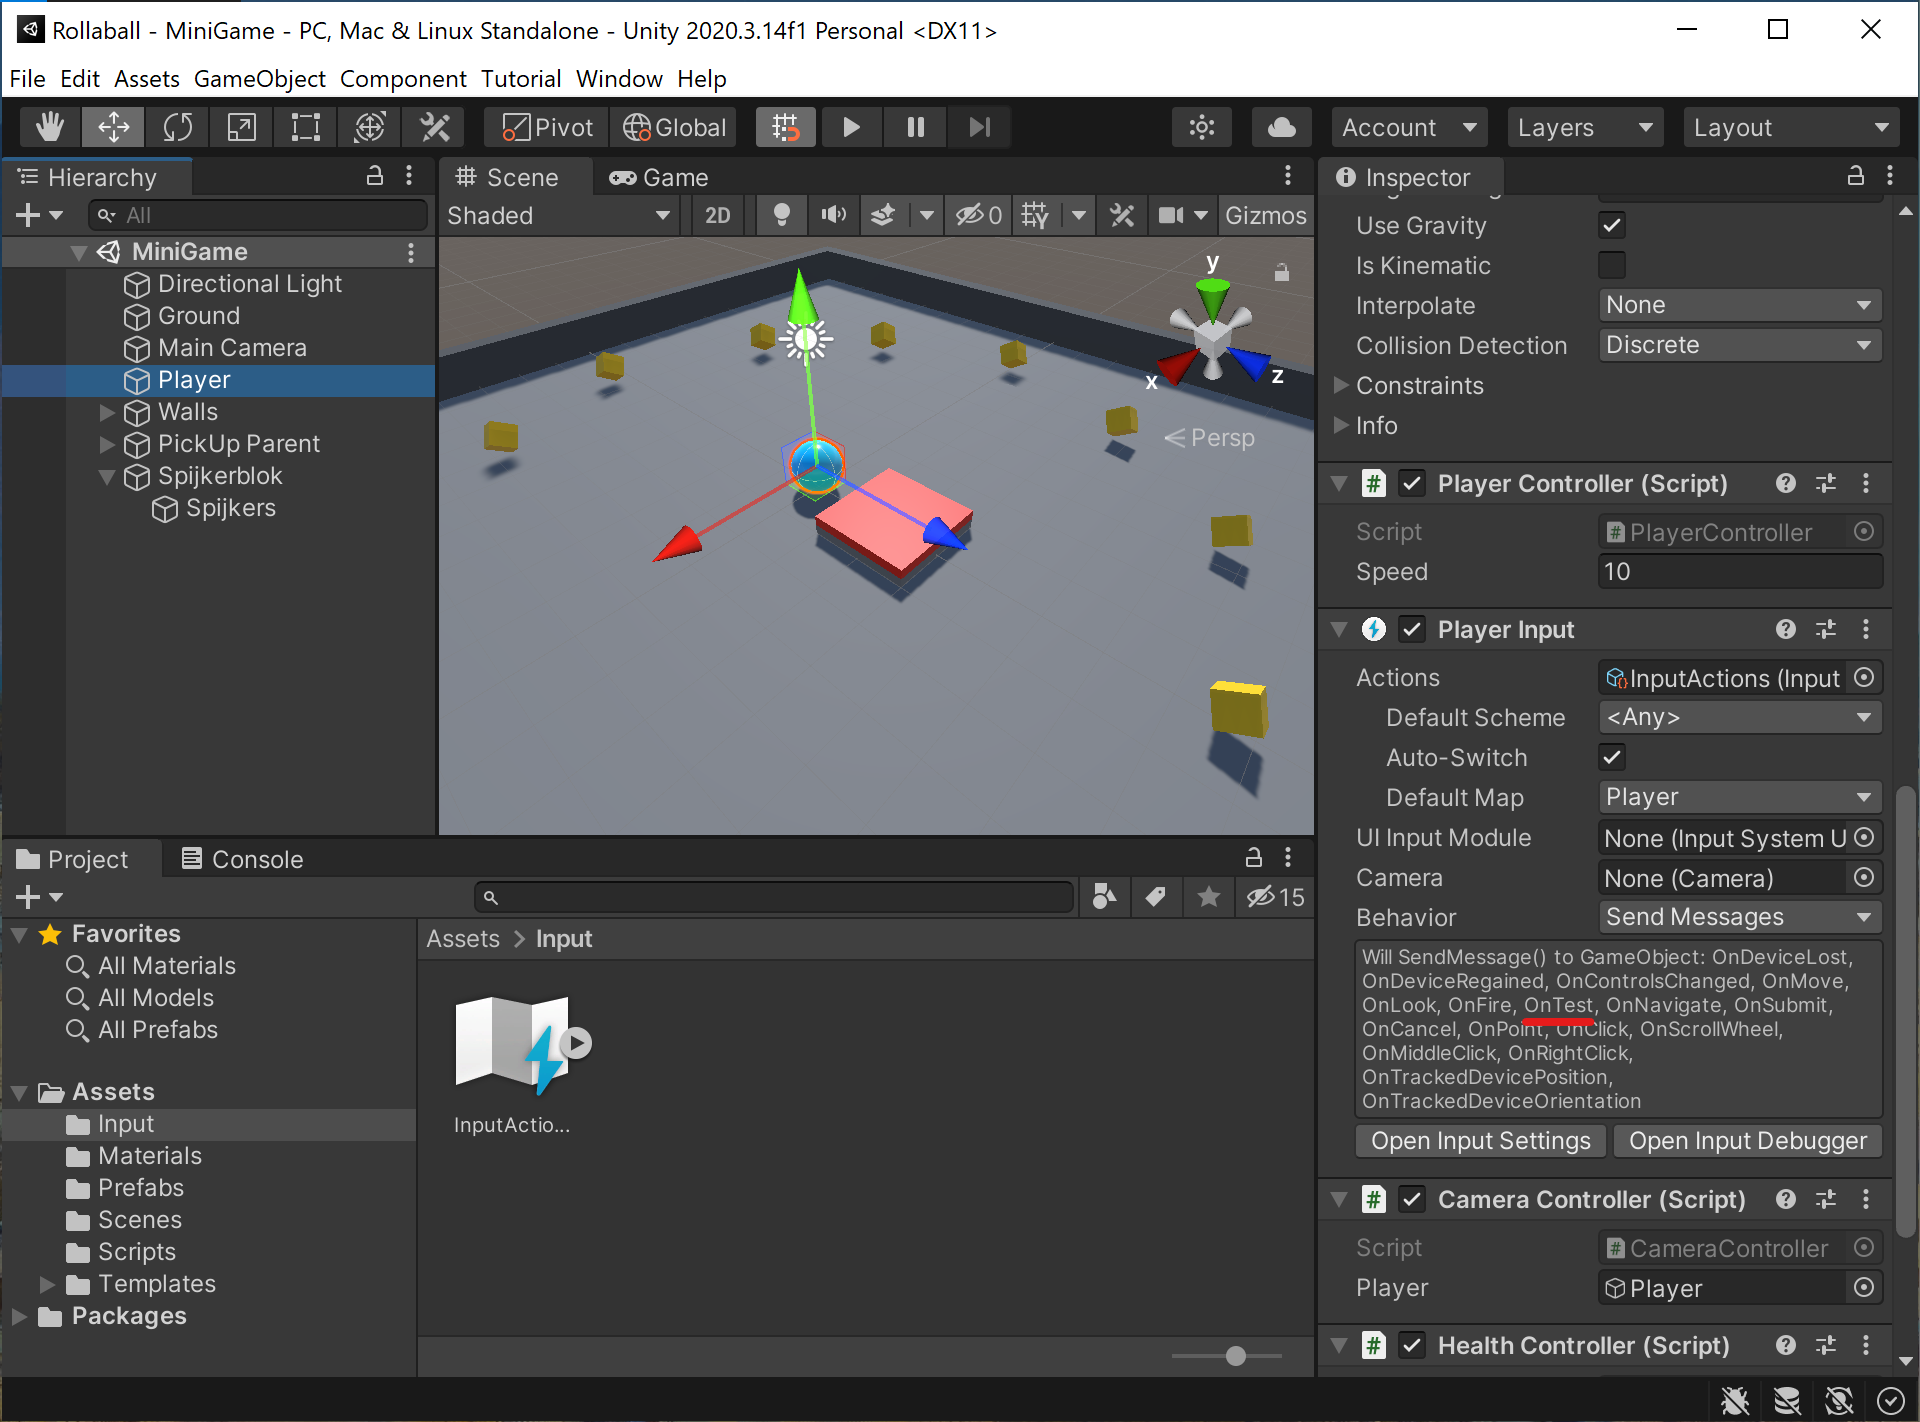 Rollaball - MiniGame - PC, Mac & Linux Standalone - Unity 2020.3.14f1 Personal <DX11>
File Edit Assets GameObject Component Tutorial Window Help
Pivot Global Account Layers Layout
Hierarchy
All
MiniGame
Directional Light
Ground
Main Camera
Player
Walls
PickUp Parent
Spijkerblok
Spijkers
Scene Game
Shaded 2D 0 Gizmos
y
x
z
Persp
Inspector
Use Gravity
Is Kinematic
Interpolate None
Collision Detection Discrete
Constraints
Info
# Player Controller (Script)
Script # PlayerController
Speed 10
Player Input
Actions InputActions (Input
Default Scheme <Any>
Auto-Switch
Default Map Player
UI Input Module None (Input System U
Camera None (Camera)
Behavior Send Messages
Will SendMessage() to GameObject: OnDeviceLost,
OnDeviceRegained, OnControlsChanged, OnMove,
OnLook, OnFire, OnTest, OnNavigate, OnSubmit,
OnCancel, OnPoint, OnClick, OnScrollWheel,
OnMiddleClick, OnRightClick,
OnTrackedDevicePosition,
OnTrackedDeviceOrientation
Open Input Settings Open Input Debugger
# Camera Controller (Script)
Script # CameraController
Player Player
# Health Controller (Script)
Project Console
15
Favorites
All Materials
All Models
All Prefabs
Assets
Input
Materials
Prefabs
Scenes
Scripts
Templates
Packages
Assets > Input
InputActio...